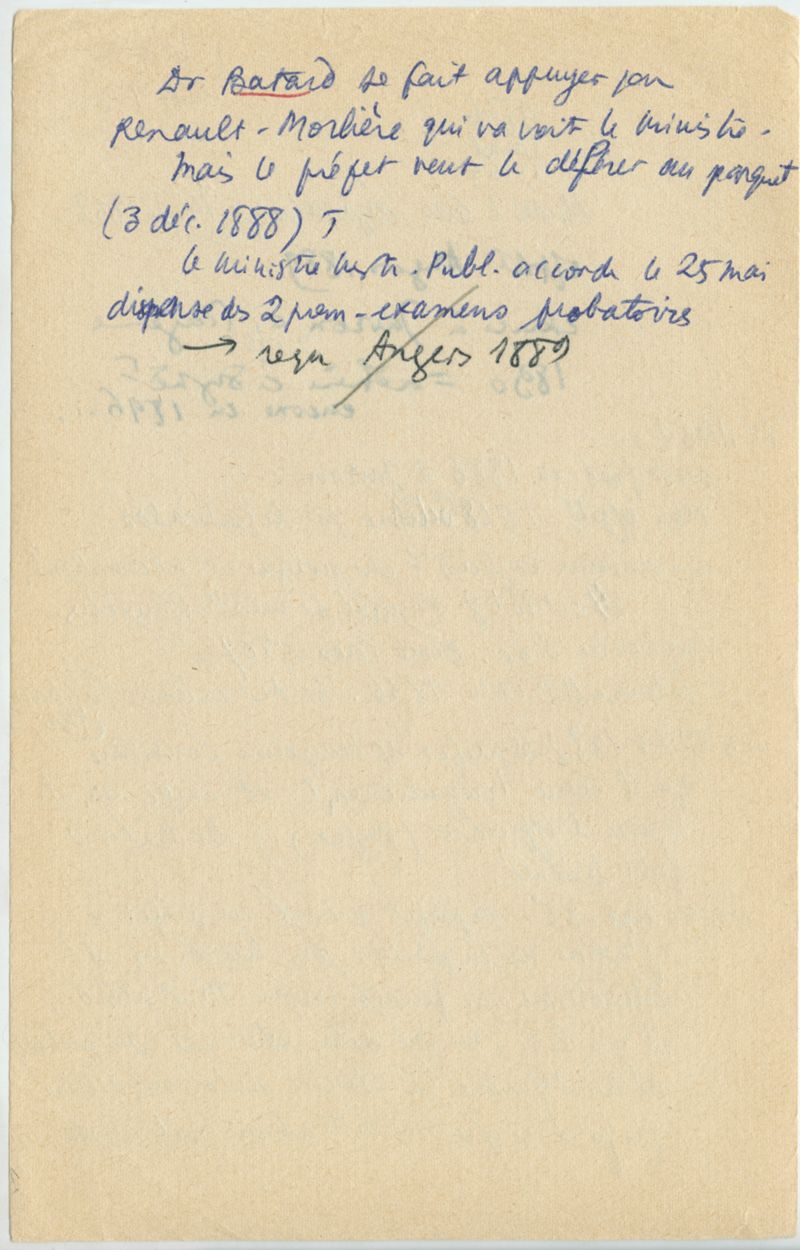 Dr Batard se fait appuyer par
Renault-Morlière qui va voir le ministre.
Mais le préfet veut le déférer au parquet
(3 déc. 1888) T
le ministre Instr. Publ. accorde le 25 mai
dispense des 2 prem-examens probatoires
→ reçu Angers 1889